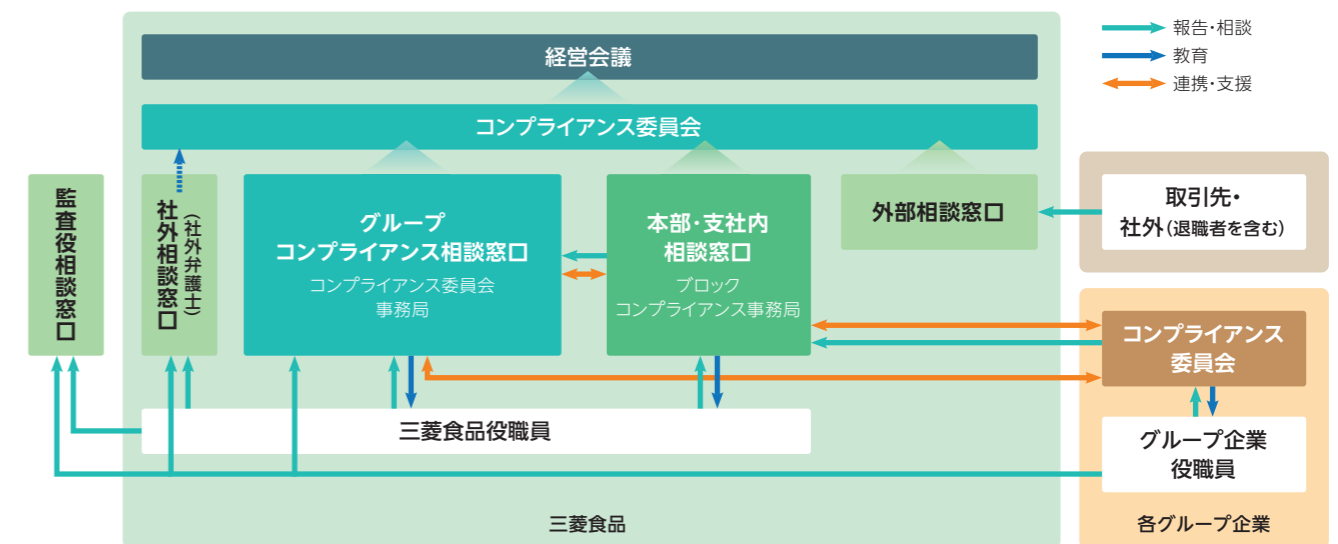 経営会議
コンプライアンス委員会
監査役相談窓口
社外相談窓口
(社外弁護士)
グループ
コンプライアンス相談窓口
コンプライアンス委員会
事務局
本部・支社内
相談窓口
ブロック
コンプライアンス事務局
外部相談窓口
三菱食品役職員
三菱食品
報告・相談
教育
連携・支援
取引先・
社外(退職者を含む)
コンプライアンス
委員会
グループ企業
役職員
各グループ企業